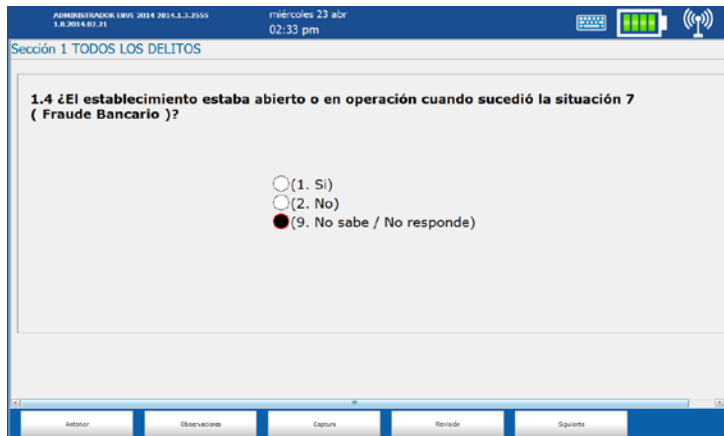 ADMINISTRADOR ENVE 2014 2014.1.3.2555
1.0.2014.02.21
miércoles 23 abr
02:33 pm
Sección 1 TODOS LOS DELITOS
1.4 ¿El establecimiento estaba abierto o en operación cuando sucedió la situación 7
( Fraude Bancario )?
(1. Si)
(2. No)
(9. No sabe / No responde)
Anterior
Observaciones
Captura
Revisión
Siguiente